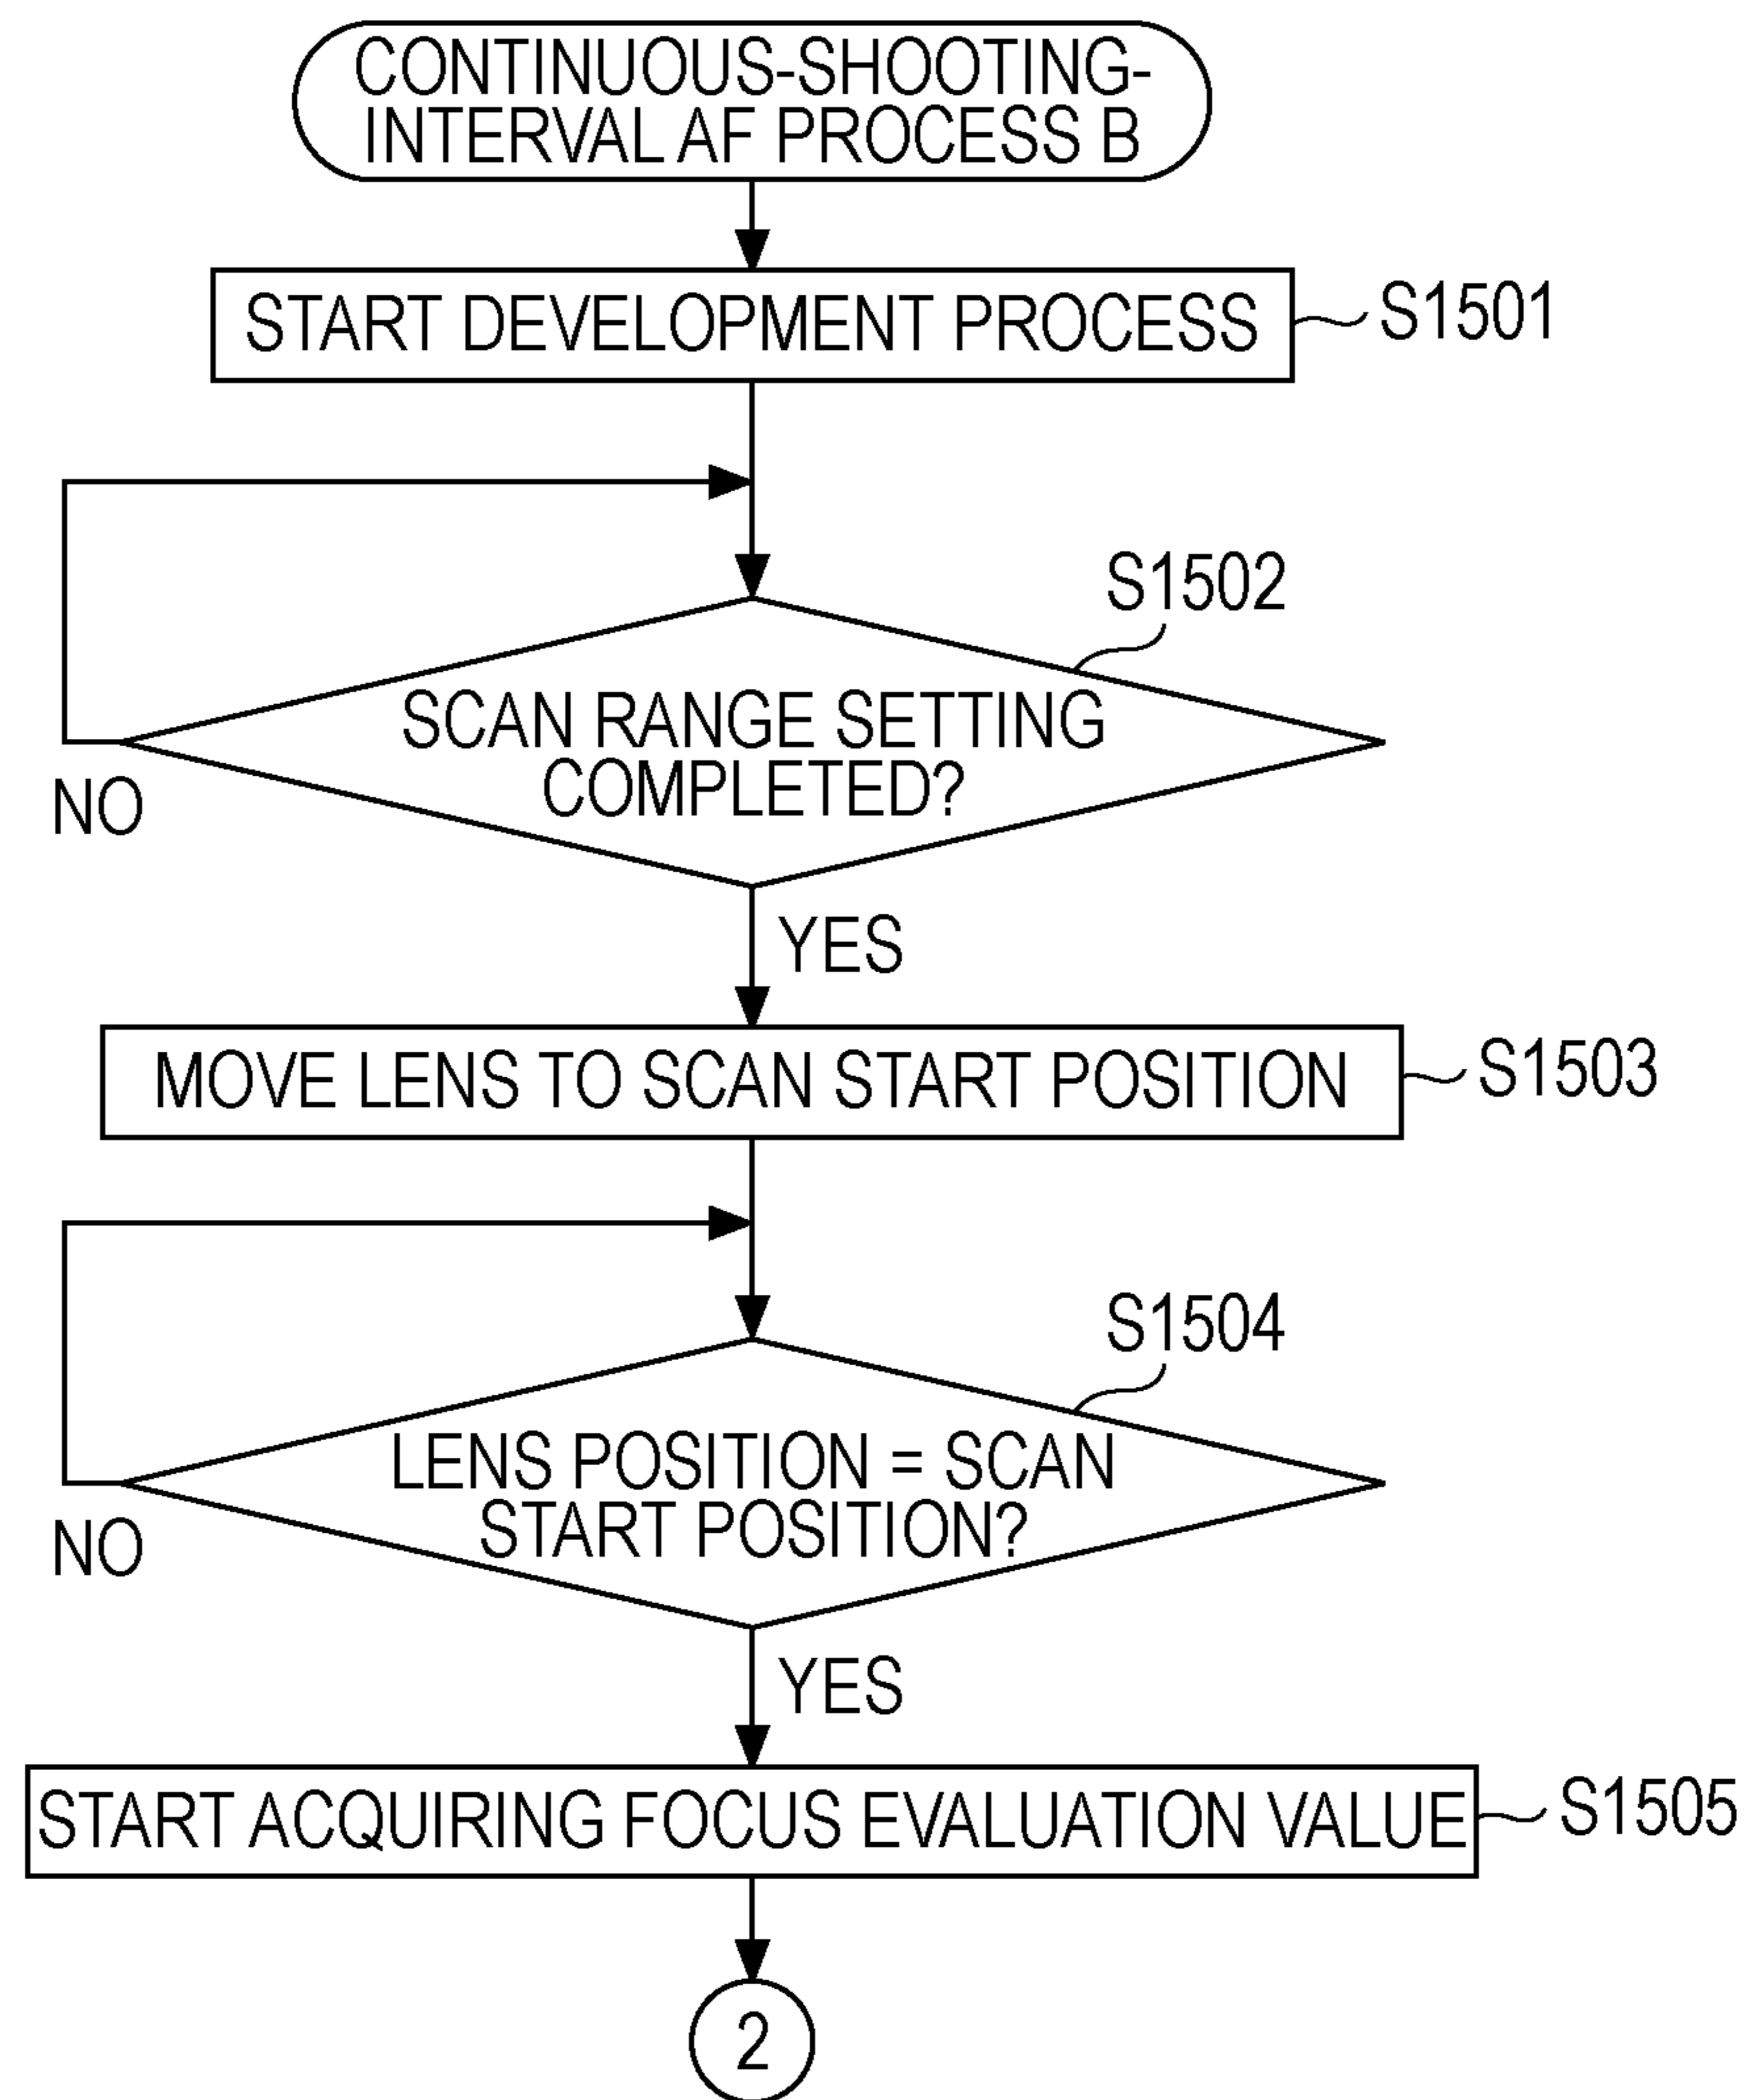 CONTINUOUS-SHOOTING-
INTERVAL AF PROCESS B
START DEVELOPMENT PROCESS
S1501
S1502
SCAN RANGE SETTING
COMPLETED?
NO
YES
MOVE LENS TO SCAN START POSITION
S1503
S1504
LENS POSITION = SCAN
START POSITION?
NO
YES
START ACQUIRING FOCUS EVALUATION VALUE
S1505
2